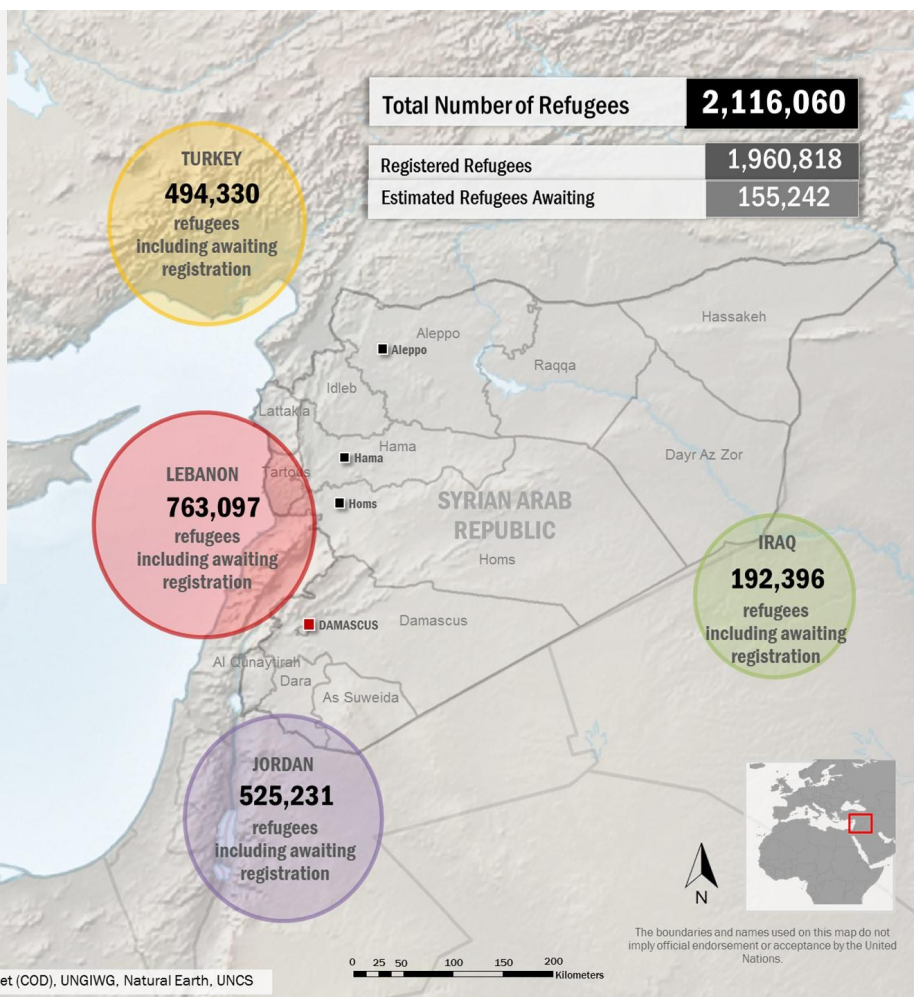 Total Number of Refugees 2,116,060
Registered Refugees 1,960,818
Estimated Refugees Awaiting 155,242
TURKEY
494,330
refugees
including awaiting
registration
Hassakeh
Aleppo
Aleppo
Raqqa
Idleb
Lattakia
Hama
Hama
Dayr Az Zor
Tartous
LEBANON
763,097
refugees
including awaiting
registration
Homs
SYRIAN ARAB
REPUBLIC
Homs
IRAQ
192,396
refugees
including awaiting
registration
DAMASCUS
Damascus
Al Qunaytirah
Dara
As Suweida
JORDAN
525,231
refugees
including awaiting
registration
N
The boundaries and names used on this map do not
imply official endorsement or acceptance by the United
Nations.
0 25 50 100 150 200
Kilometers
et (COD), UNGIWG, Natural Earth, UNCS